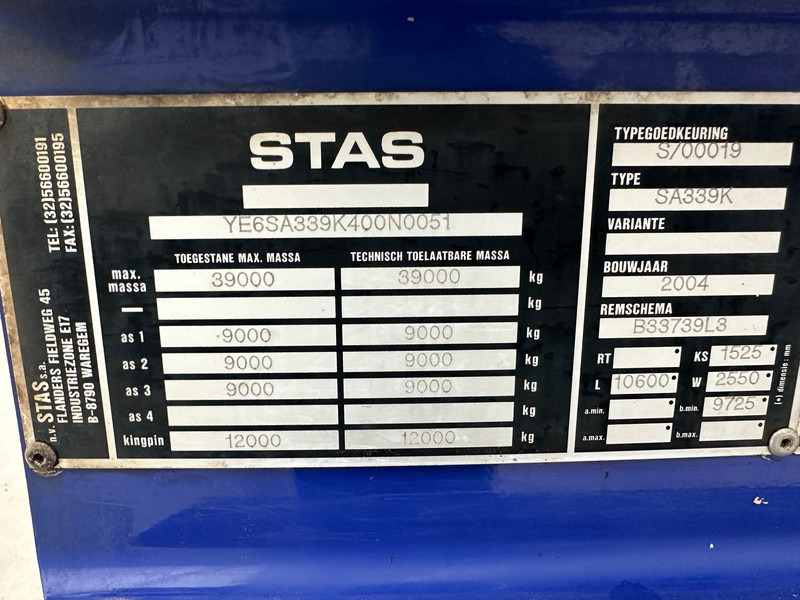 n.v. STAS s.a.
FLANDERS FIELDWEG 45
INDUSTRIEZONE E17
B-8790 WAREGEM
TEL: (32)56600191
FAX: (32)56600195
STAS
YE6SA339K400N0051
TOEGESTANE MAX. MASSA TECHNISCH TOELAATBARE MASSA
max. massa 39000 39000 kg
— kg
as 1 9000 9000 kg
as 2 9000 9000 kg
as 3 9000 9000 kg
as 4 kg
kingpin 12000 12000 kg
TYPEGOEDKEURING
S/00019
TYPE
SA339K
VARIANTE
BOUWJAAR
2004
REMSCHEMA
B33739L3
RT KS 1525*
L 10600* W 2550*
a.min. b.min. 9725*
a.max. b.max.
(*) dimensie : mm